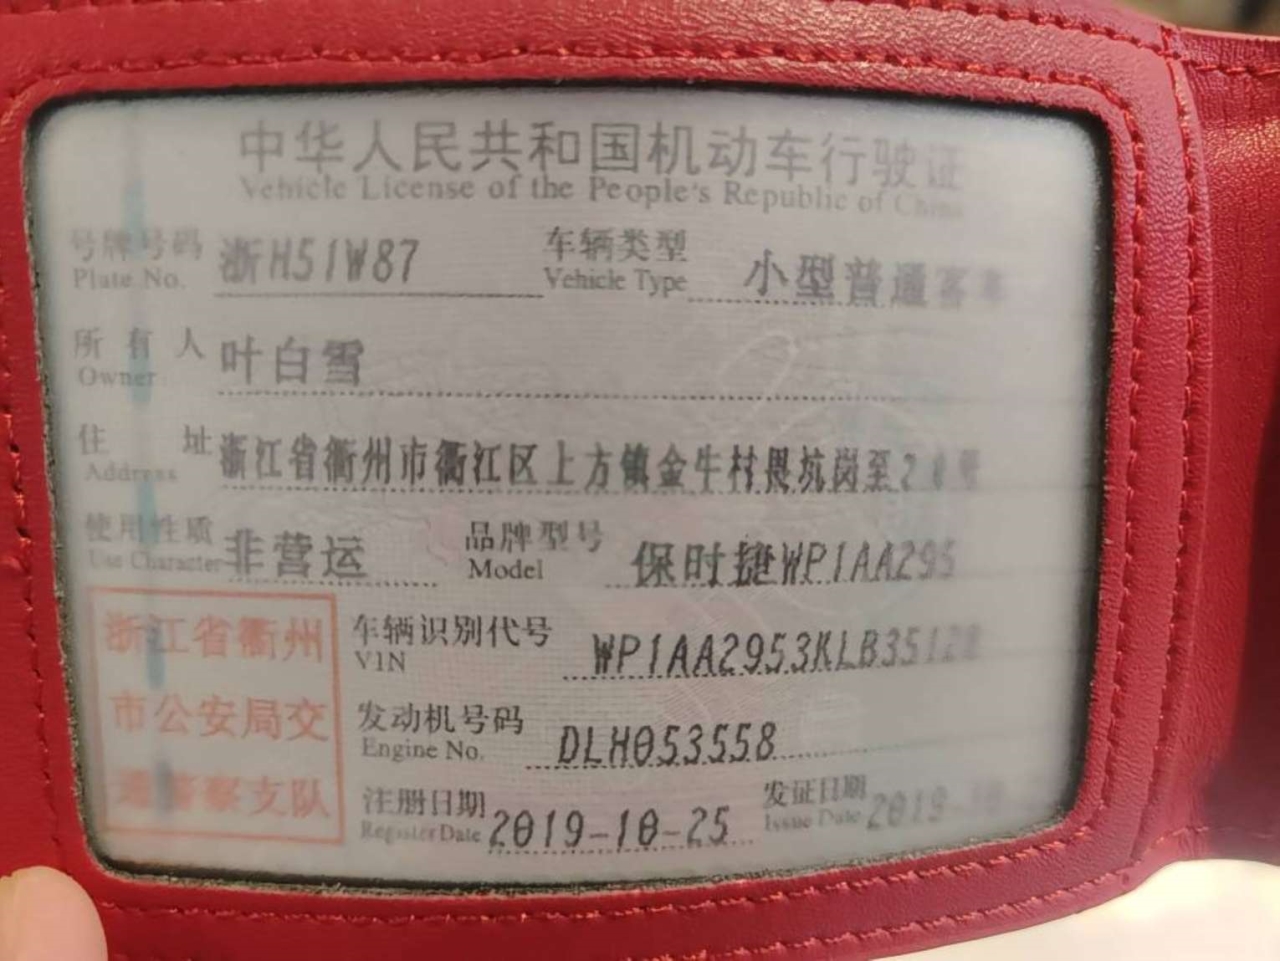 中华人民共和国机动车行驶证
Vehicle License of the People's Republic of China
号牌号码 浙H51W87 车辆类型 小型普通客车
Plate No. Vehicle Type
所有人 叶白雪
Owner
住址 浙江省衢州市衢江区上方镇金牛村畏坑岗至
Address
使用性质 非营运 品牌型号 保时捷WP1AA295
Use Character Model
浙江省衢州
市公安局交
通警察支队
车辆识别代号 WP1AA2953KLB3512
VIN
发动机号码 DLH053558
Engine No.
注册日期 2019-10-25 发证日期 2019-
Register Date Issue Date